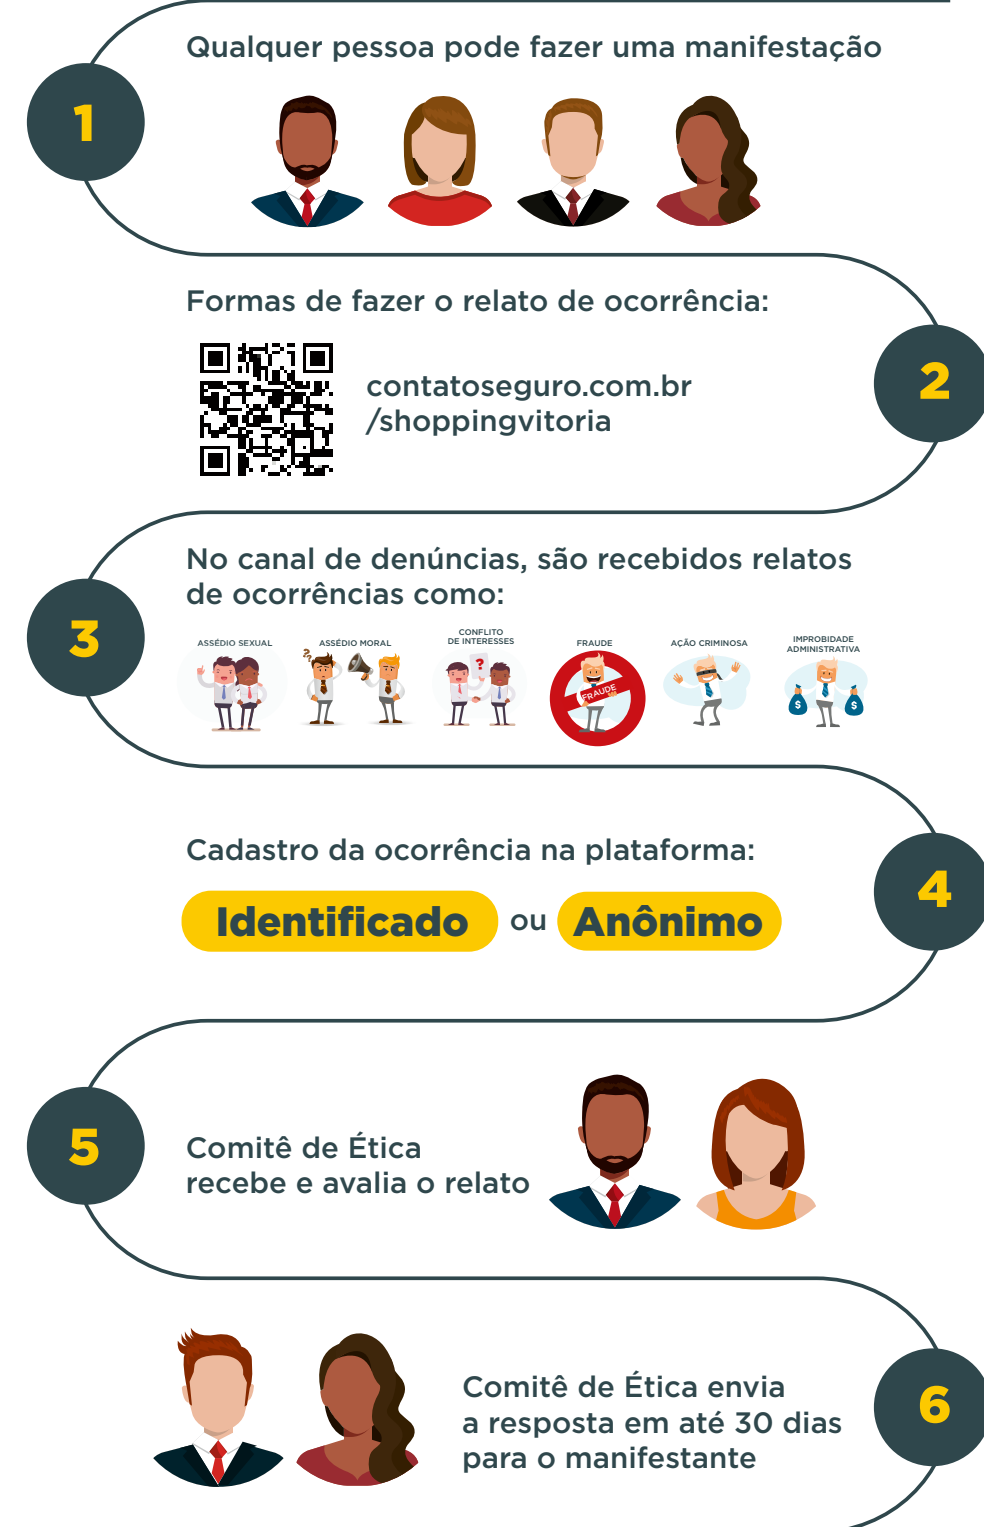 1
Qualquer pessoa pode fazer uma manifestação
2
Formas de fazer o relato de ocorrência:
contatoseguro.com.br
/shoppingvitoria
3
No canal de denúncias, são recebidos relatos
de ocorrências como:
ASSÉDIO SEXUAL
ASSÉDIO MORAL
CONFLITO
DE INTERESSES
FRAUDE
AÇÃO CRIMINOSA
IMPROBIDADE
ADMINISTRATIVA
??
?
FRAUDE
$
$
4
Cadastro da ocorrência na plataforma:
Identificado ou Anônimo
5
Comitê de Ética
recebe e avalia o relato
6
Comitê de Ética envia
a resposta em até 30 dias
para o manifestante